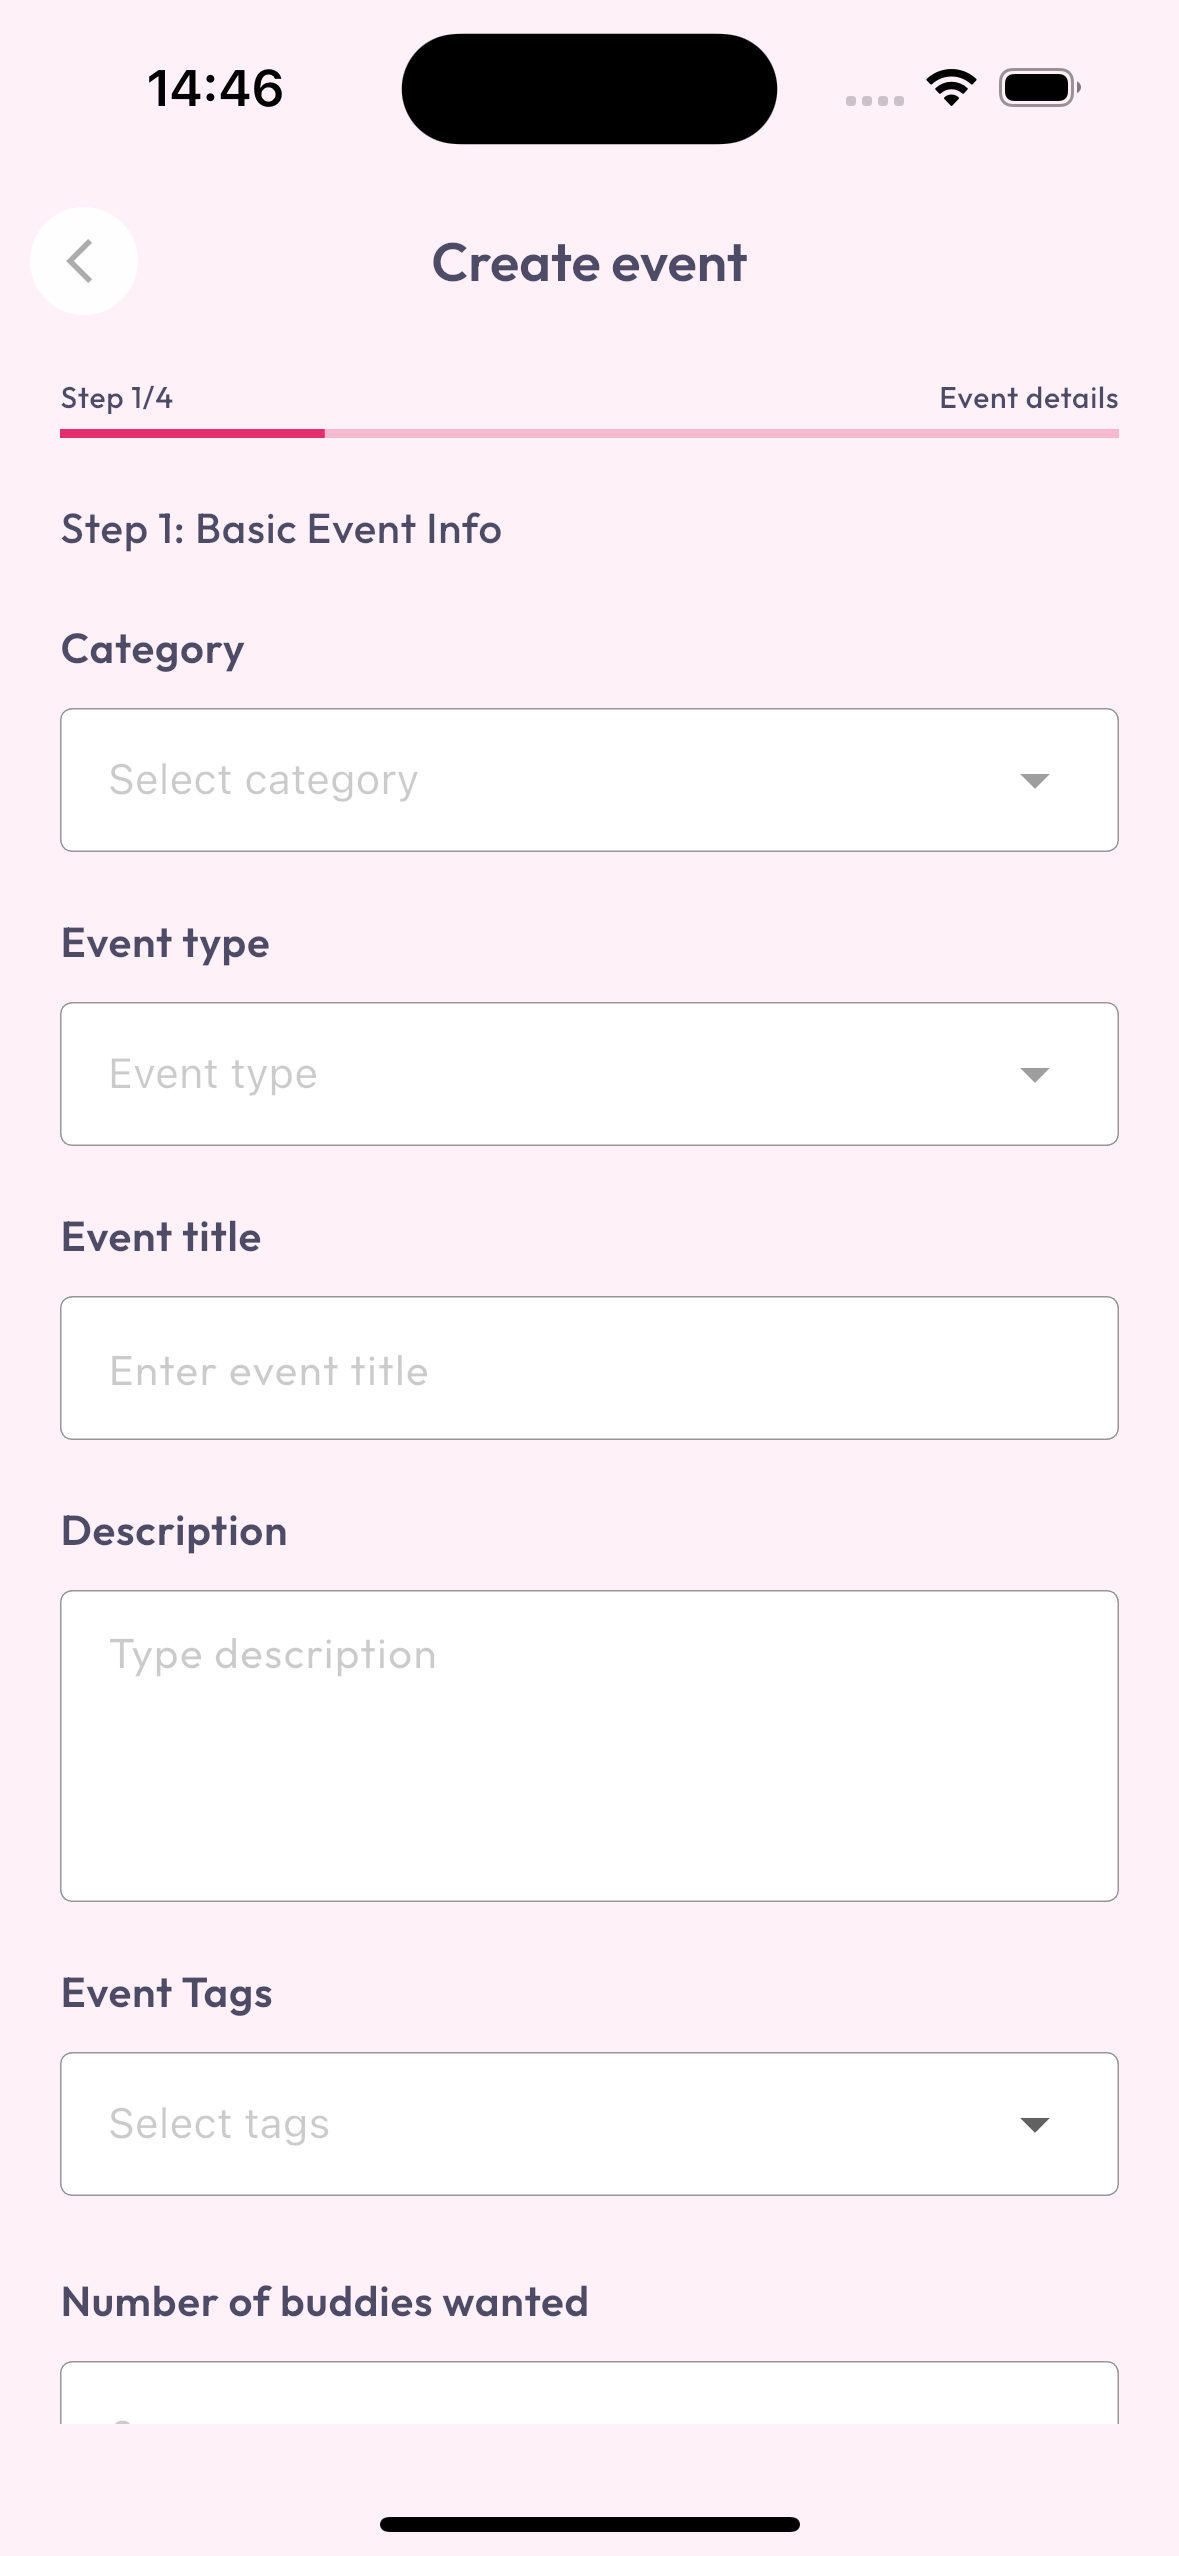 14:46
Create event
Step 1/4
Event details
Step 1: Basic Event Info
Category
Select category
Event type
Event type
Event title
Enter event title
Description
Type description
Event Tags
Select tags
Number of buddies wanted